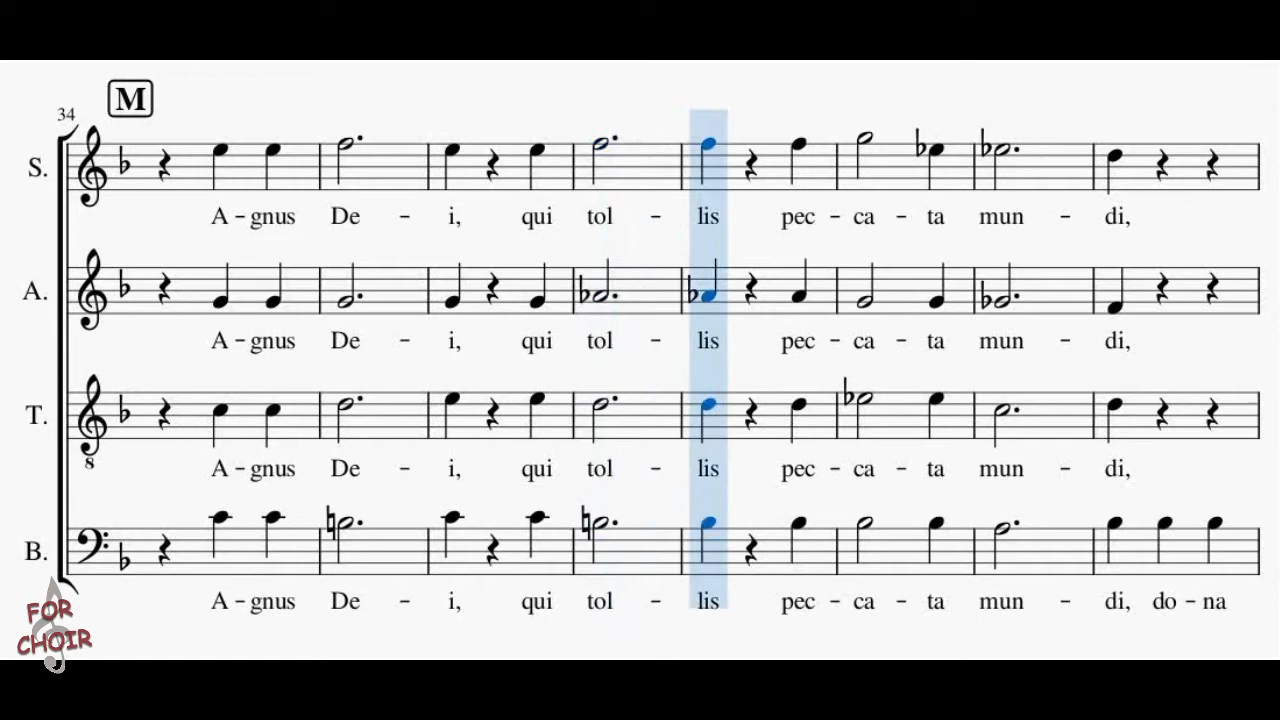 M
34
S.
A - gnus De - i, qui tol - lis pec - ca - ta mun - di,
A.
A - gnus De - i, qui tol - lis pec - ca - ta mun - di,
T.
8
A - gnus De - i, qui tol - lis pec - ca - ta mun - di,
B.
A - gnus De - i, qui tol - lis pec - ca - ta mun - di, do - na
FOR
CHOIR